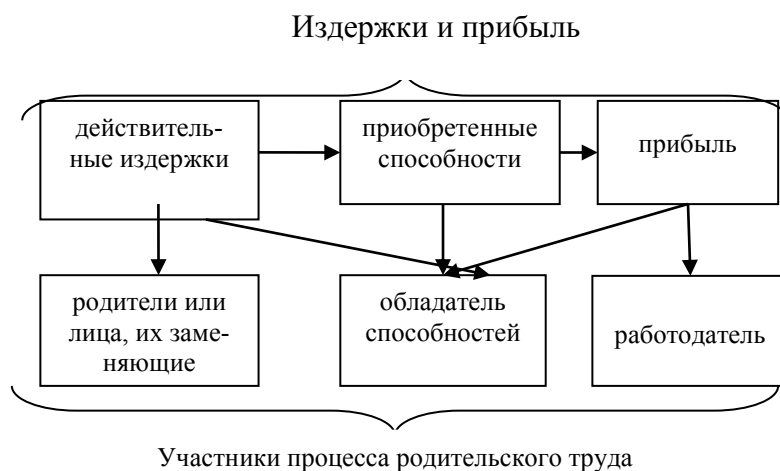 Издержки и прибыль
действитель-
ные издержки
приобретенные
способности
прибыль
родители или
лица, их заме-
няющие
обладатель
способностей
работодатель
Участники процесса родительского труда